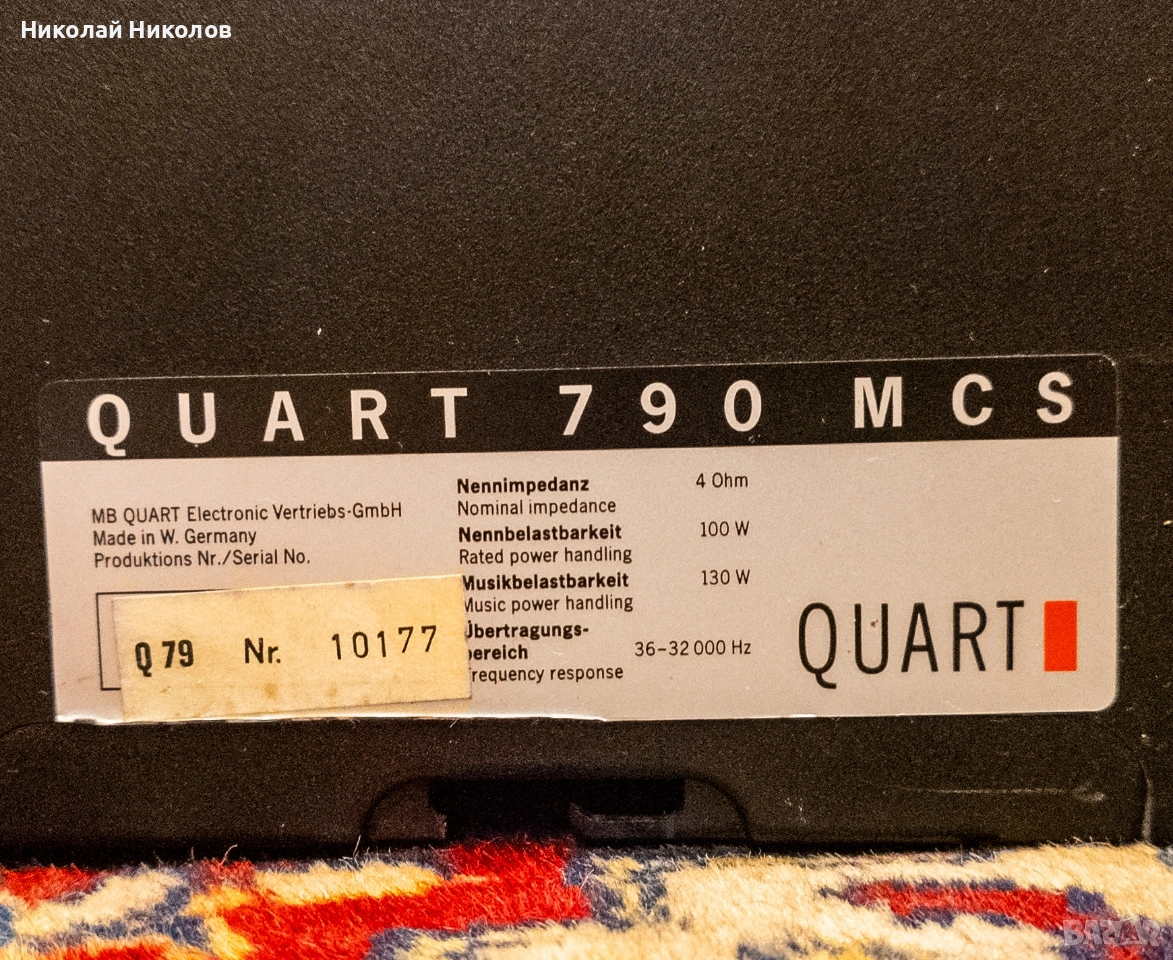 Николай Николов
QUART 790 MCS
MB QUART Electronic Vertriebs-GmbH
Made in W. Germany
Produktions Nr./Serial No.
Q 79 Nr. 10177
Nennimpedanz 4 Ohm
Nominal impedance
Nennbelastbarkeit 100 W
Rated power handling
Musikbelastbarkeit 130 W
Music power handling
Übertragungs-
bereich 36-32 000 Hz
frequency response
QUART
BAZAR